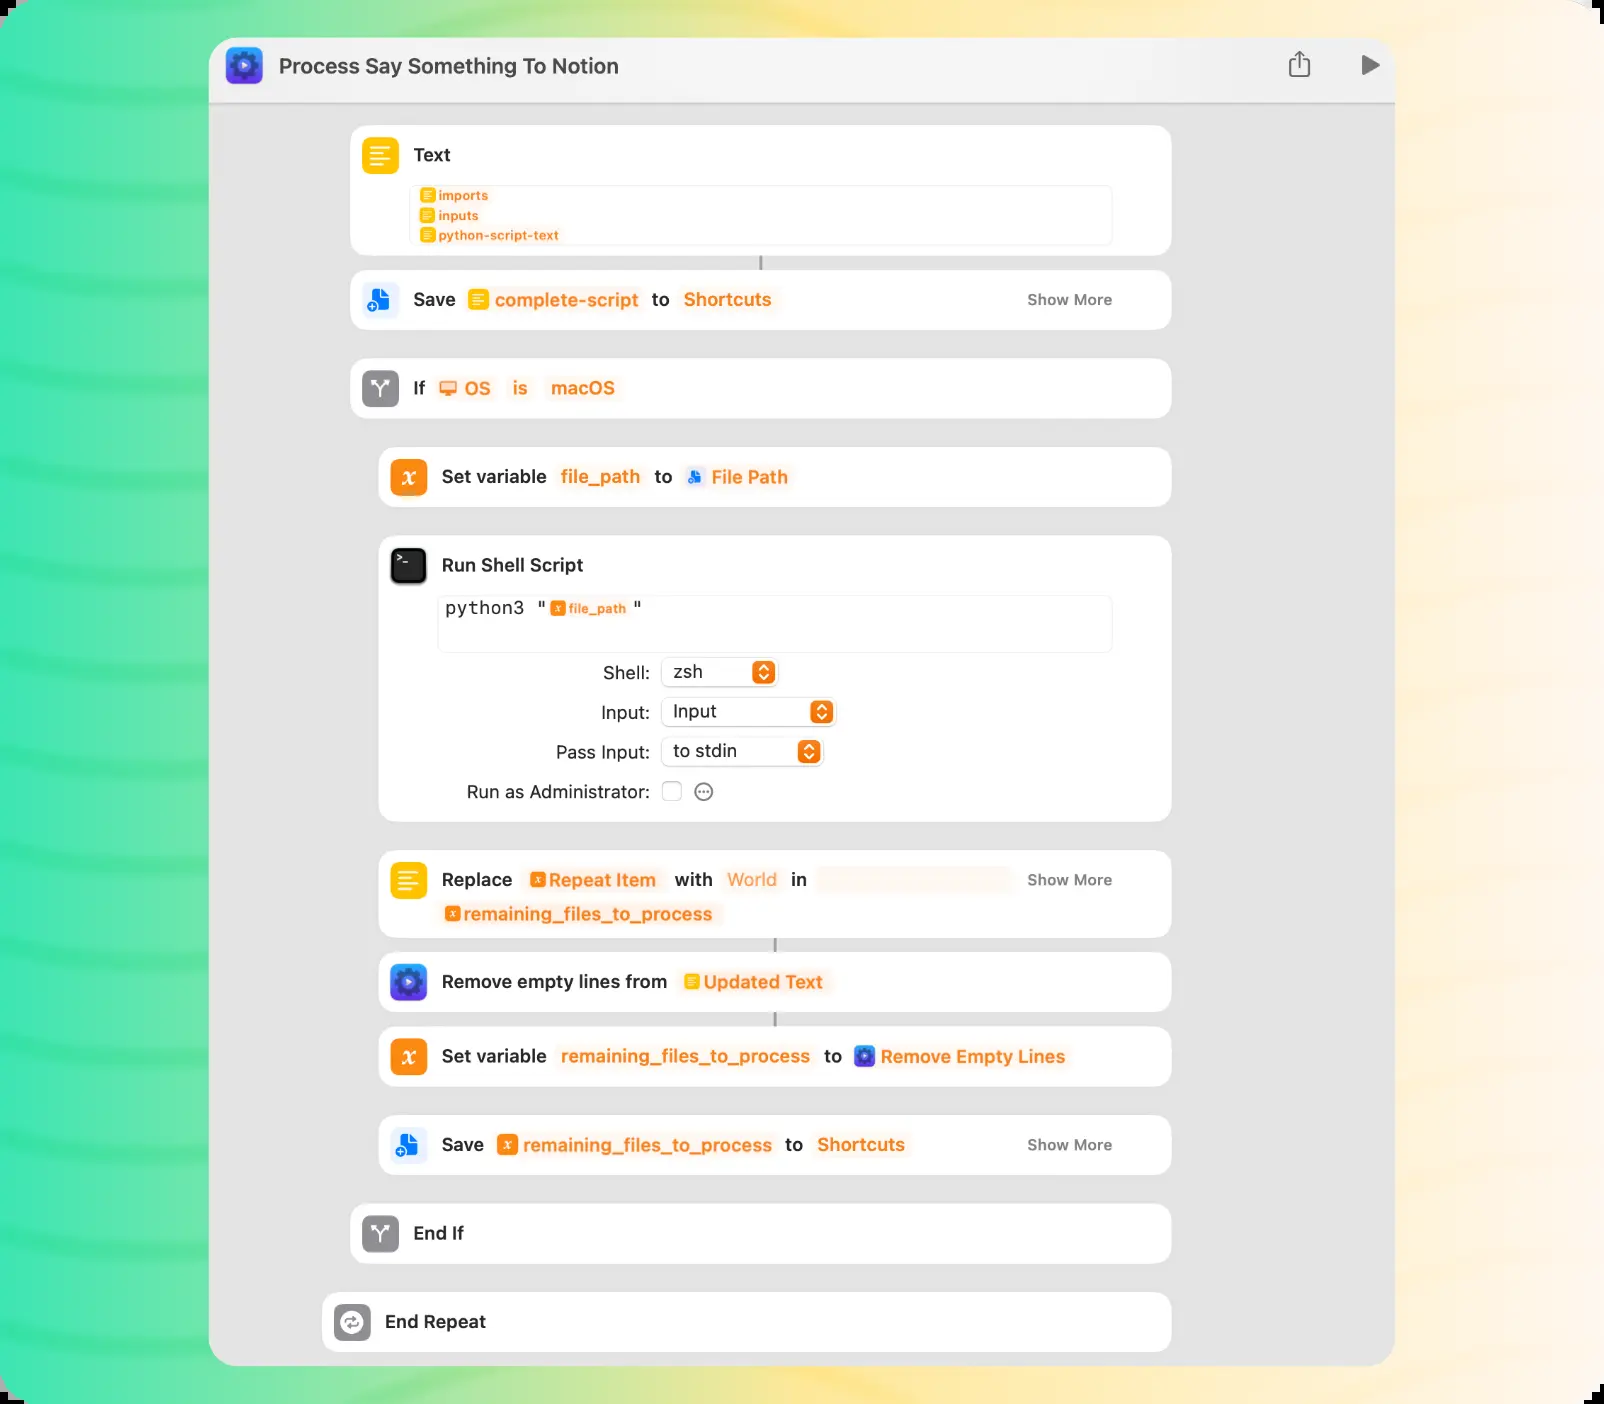 Process Say Something To Notion
Text
imports
inputs
python-script-text
Save complete-script to Shortcuts Show More
If OS is macOS
Set variable file_path to File Path
Run Shell Script
python3 "file_path"
Shell: zsh
Input: Input
Pass Input: to stdin
Run as Administrator:
Replace Repeat Item with World in Show More
remaining_files_to_process
Remove empty lines from Updated Text
Set variable remaining_files_to_process to Remove Empty Lines
Save remaining_files_to_process to Shortcuts Show More
End If
End Repeat